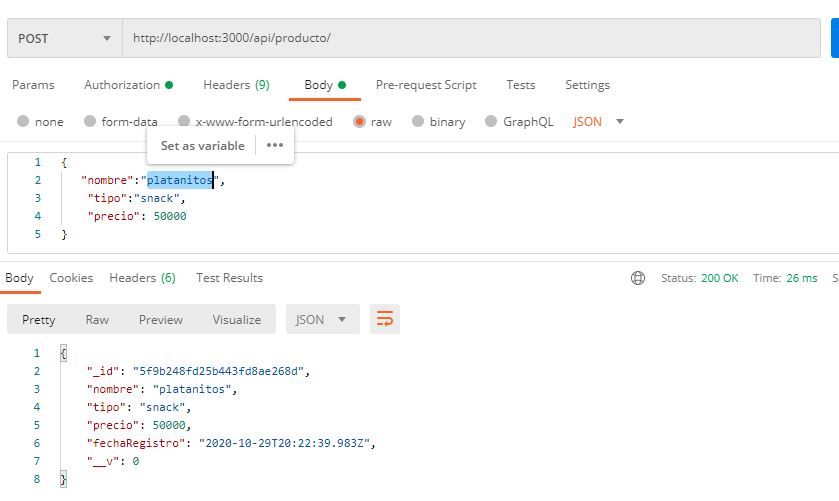 POST http://localhost:3000/api/producto/
Params Authorization Headers (9) Body Pre-request Script Tests Settings
none form-data x-www-form-urlencoded raw binary GraphQL JSON
Set as variable
1 {
2 "nombre":"platanitos",
3 "tipo":"snack",
4 "precio": 50000
5 }
Body Cookies Headers (6) Test Results Status: 200 OK Time: 26 ms S
Pretty Raw Preview Visualize JSON
1 {
2 "_id": "5f9b248fd25b443fd8ae268d",
3 "nombre": "platanitos",
4 "tipo": "snack",
5 "precio": 50000,
6 "fechaRegistro": "2020-10-29T20:22:39.983Z",
7 "__v": 0
8 }